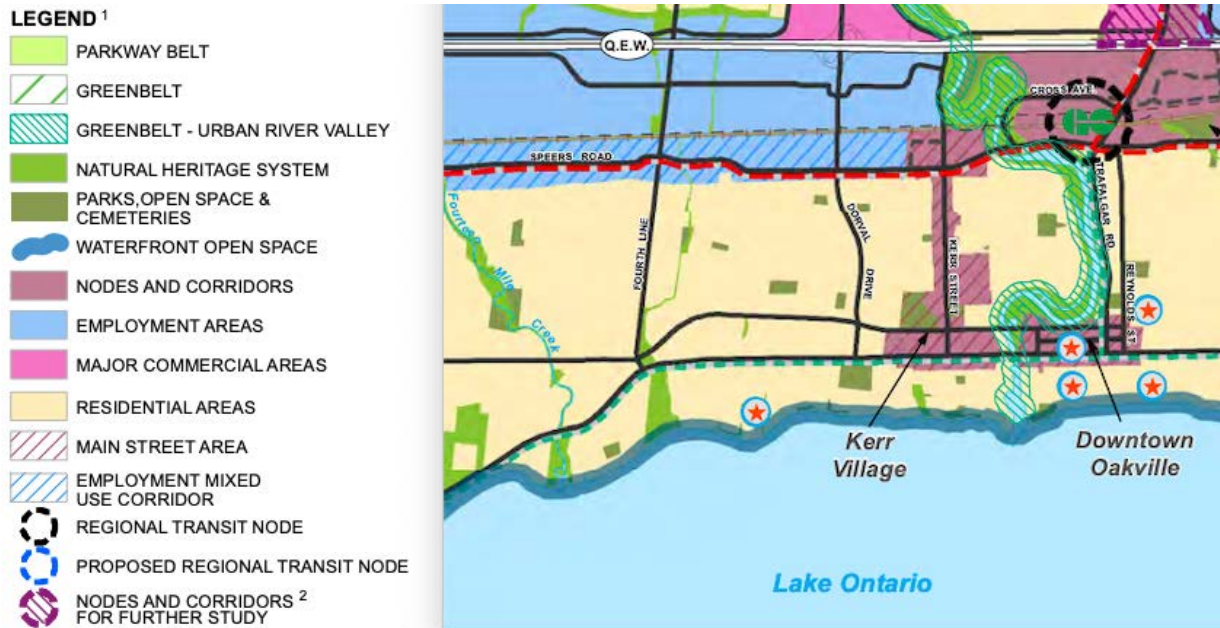 LEGEND 1
PARKWAY BELT
GREENBELT
GREENBELT - URBAN RIVER VALLEY
NATURAL HERITAGE SYSTEM
PARKS,OPEN SPACE &
CEMETERIES
WATERFRONT OPEN SPACE
NODES AND CORRIDORS
EMPLOYMENT AREAS
MAJOR COMMERCIAL AREAS
RESIDENTIAL AREAS
MAIN STREET AREA
EMPLOYMENT MIXED
USE CORRIDOR
REGIONAL TRANSIT NODE
PROPOSED REGIONAL TRANSIT NODE
NODES AND CORRIDORS 2
FOR FURTHER STUDY
Q.E.W.
CROSS AVE.
SPEERS ROAD
Fourteen Mile Creek
FOURTH LINE
DORVAL DRIVE
KERR STREET
TRAFALGAR RD
REYNOLDS ST
Kerr
Village
Downtown
Oakville
Lake Ontario